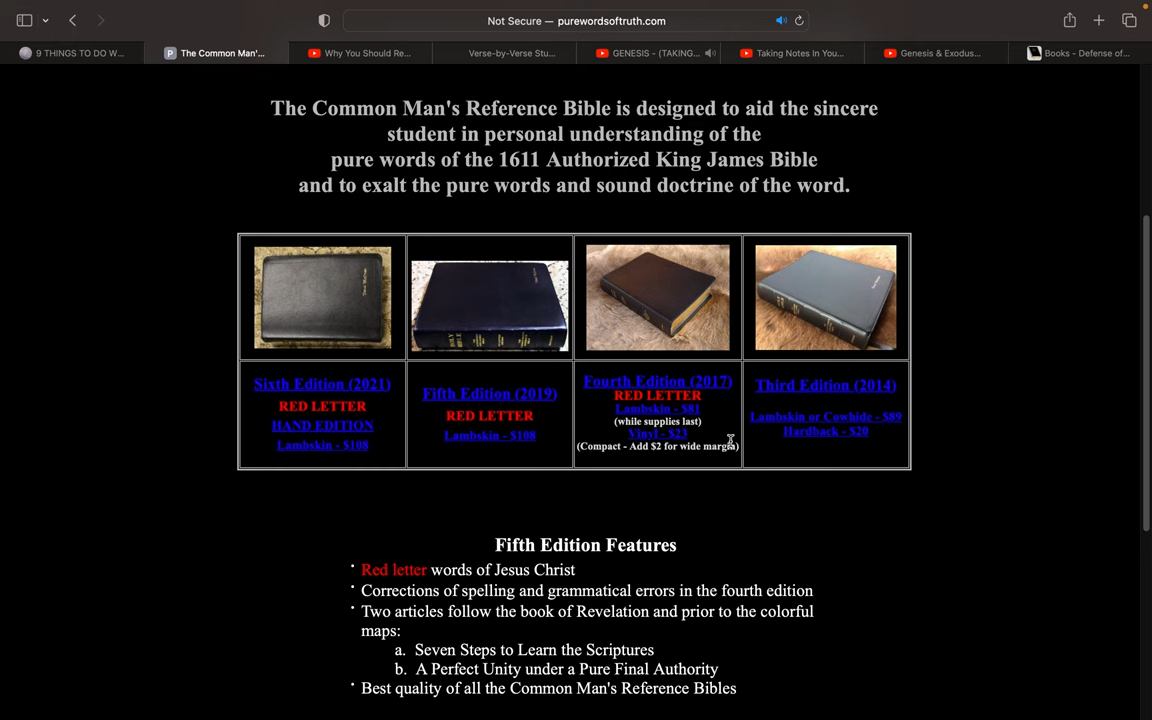 Not Secure — purewordsoftruth.com
9 THINGS TO DO W...
The Common Man'...
Why You Should Re...
Verse-by-Verse Stu...
GENESIS - (TAKING...
Taking Notes In You...
Genesis & Exodus...
Books - Defense of...
The Common Man's Reference Bible is designed to aid the sincere
student in personal understanding of the
pure words of the 1611 Authorized King James Bible
and to exalt the pure words and sound doctrine of the word.
Sixth Edition (2021)
RED LETTER
HAND EDITION
Lambskin - $108
Fifth Edition (2019)
RED LETTER
Lambskin - $108
Fourth Edition (2017)
RED LETTER
Lambskin - $81
(while supplies last)
Vinyl - $23
(Compact - Add $2 for wide margin)
Third Edition (2014)
Lambskin or Cowhide - $89
Hardback - $20
Fifth Edition Features
· Red letter words of Jesus Christ
· Corrections of spelling and grammatical errors in the fourth edition
· Two articles follow the book of Revelation and prior to the colorful
maps:
a. Seven Steps to Learn the Scriptures
b. A Perfect Unity under a Pure Final Authority
· Best quality of all the Common Man's Reference Bibles